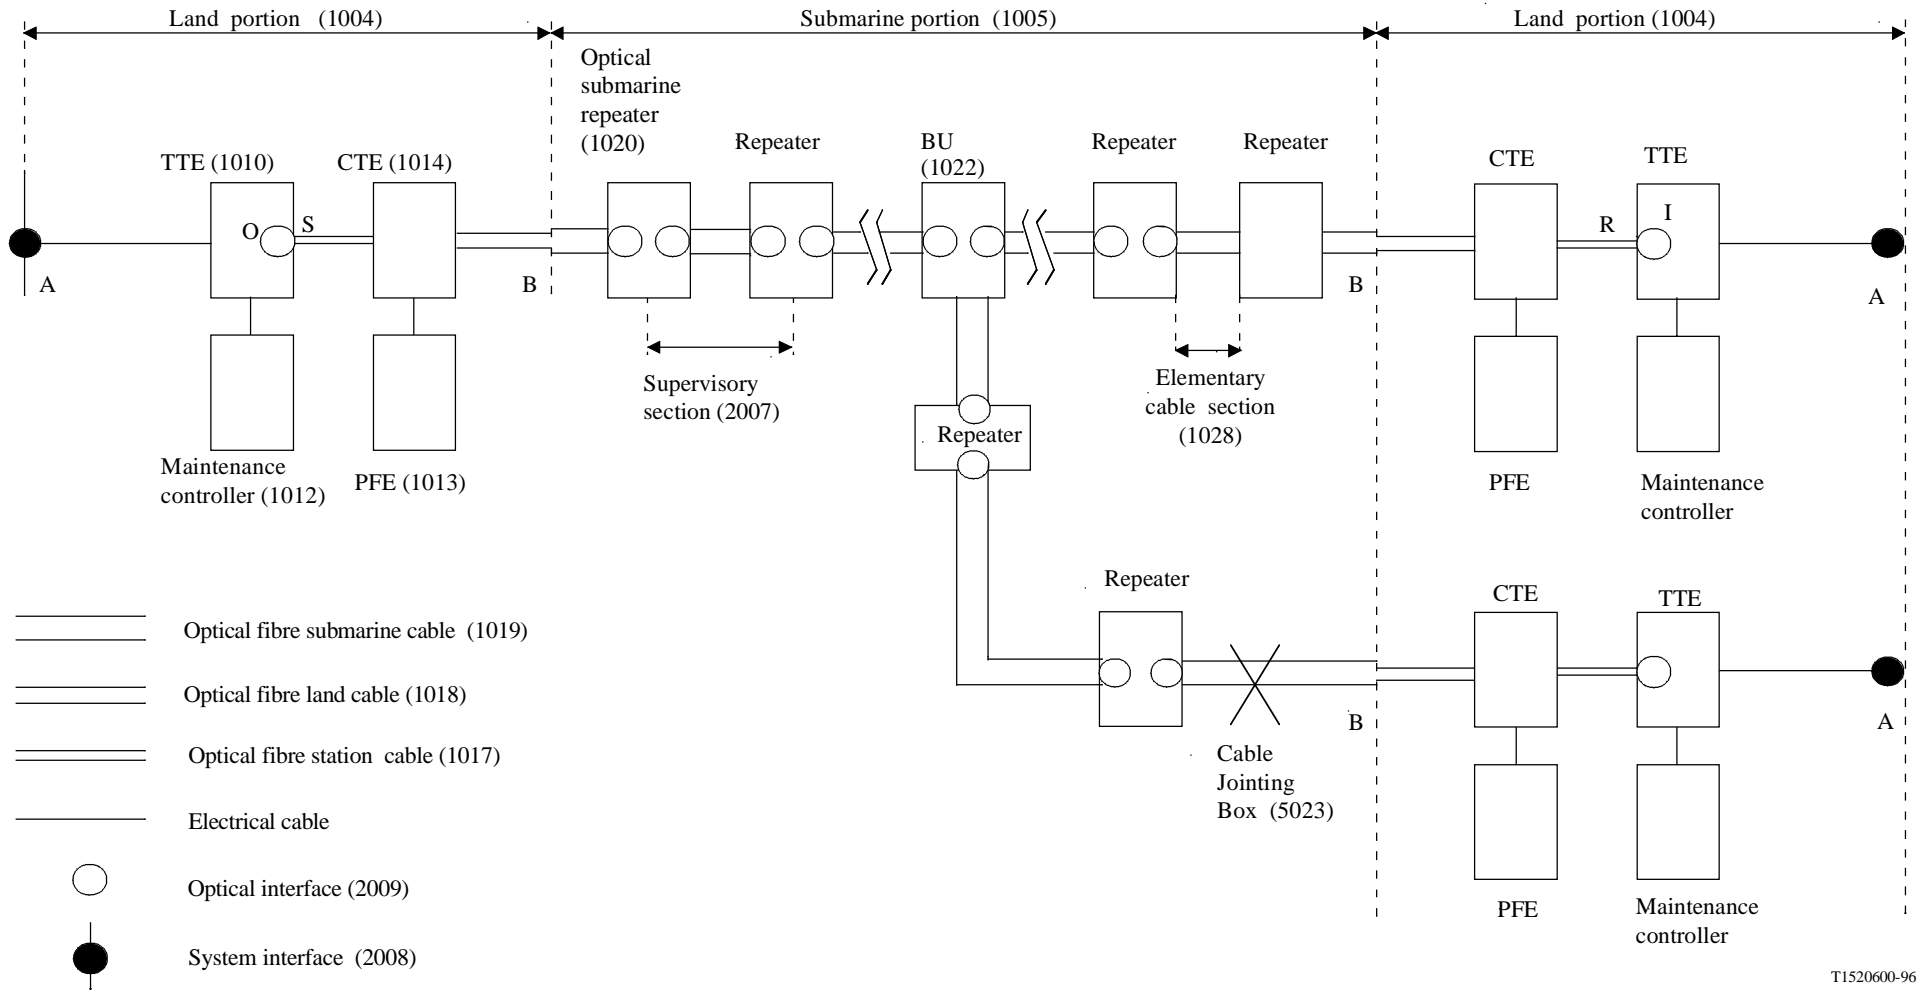 Land portion (1004)
Submarine portion (1005)
Land portion (1004)
Optical
submarine
repeater
(1020)
Repeater
BU
(1022)
Repeater
Repeater
TTE (1010)
CTE (1014)
CTE
TTE
O
S
R
I
A
B
B
A
Supervisory
section (2007)
Elementary
cable section
(1028)
Repeater
Maintenance
controller (1012)
PFE (1013)
PFE
Maintenance
controller
Repeater
CTE
TTE
Optical fibre submarine cable (1019)
Optical fibre land cable (1018)
B
A
Optical fibre station cable (1017)
Cable
Jointing
Box (5023)
Electrical cable
Optical interface (2009)
PFE
Maintenance
controller
System interface (2008)
T1520600-96